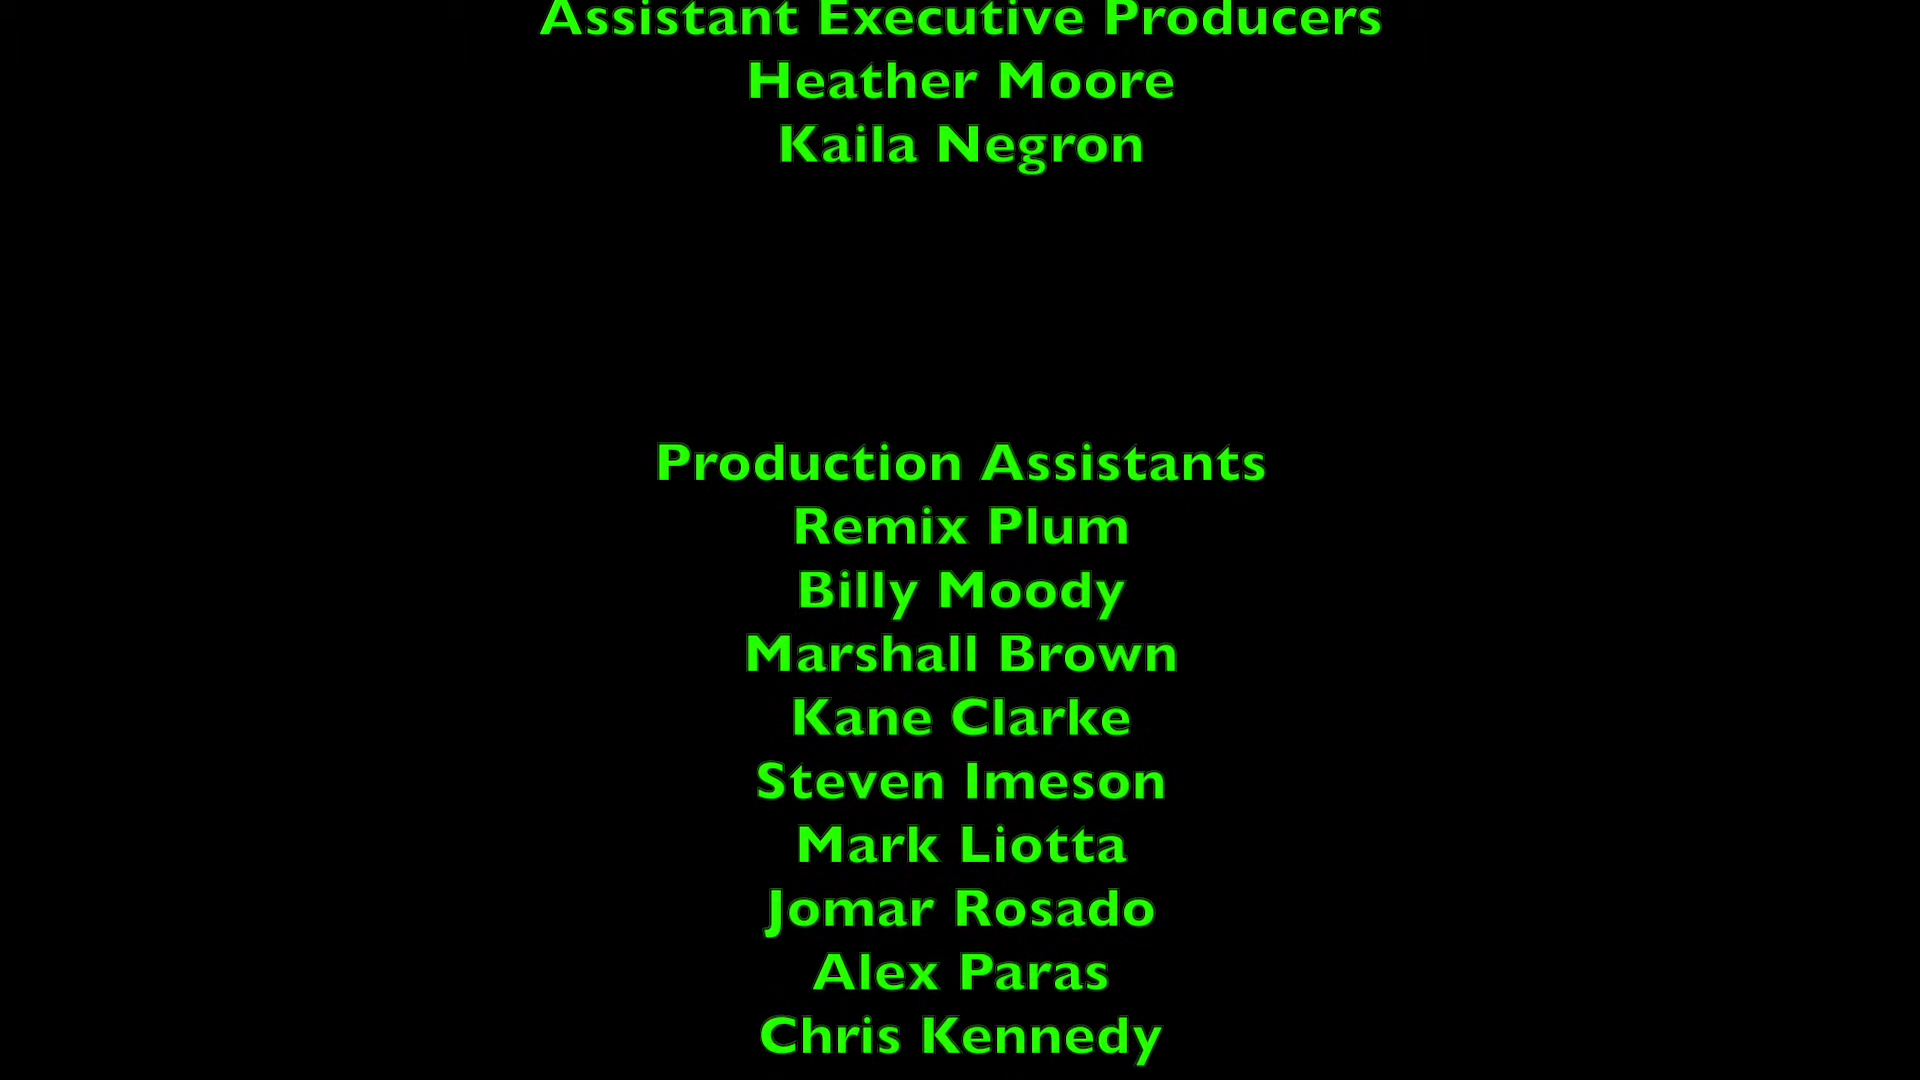 Assistant Executive Producers
Heather Moore
Kaila Negron
Production Assistants
Remix Plum
Billy Moody
Marshall Brown
Kane Clarke
Steven Imeson
Mark Liotta
Jomar Rosado
Alex Paras
Chris Kennedy